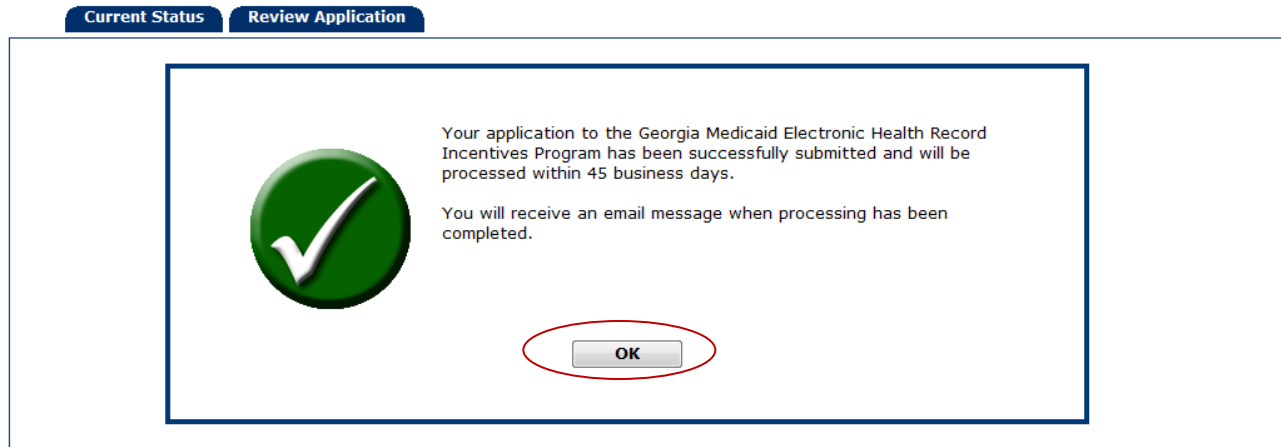 Current Status Review Application
Your application to the Georgia Medicaid Electronic Health Record
Incentives Program has been successfully submitted and will be
processed within 45 business days.
You will receive an email message when processing has been
completed.
OK